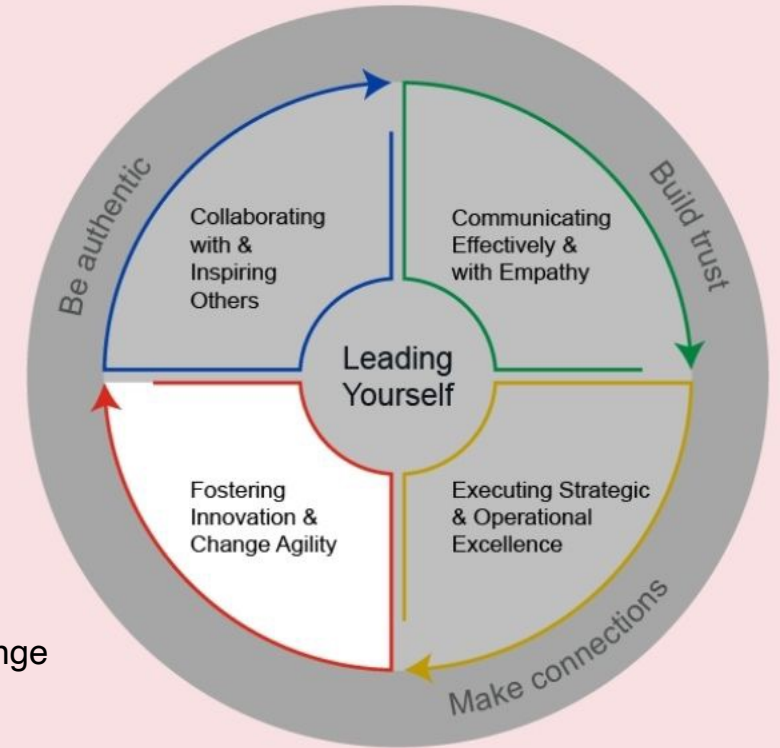 Be authentic
Build trust
Collaborating
with &
Inspiring
Others
Communicating
Effectively &
with Empathy
Leading
Yourself
Fostering
Innovation &
Change Agility
Executing Strategic
& Operational
Excellence
Make connections